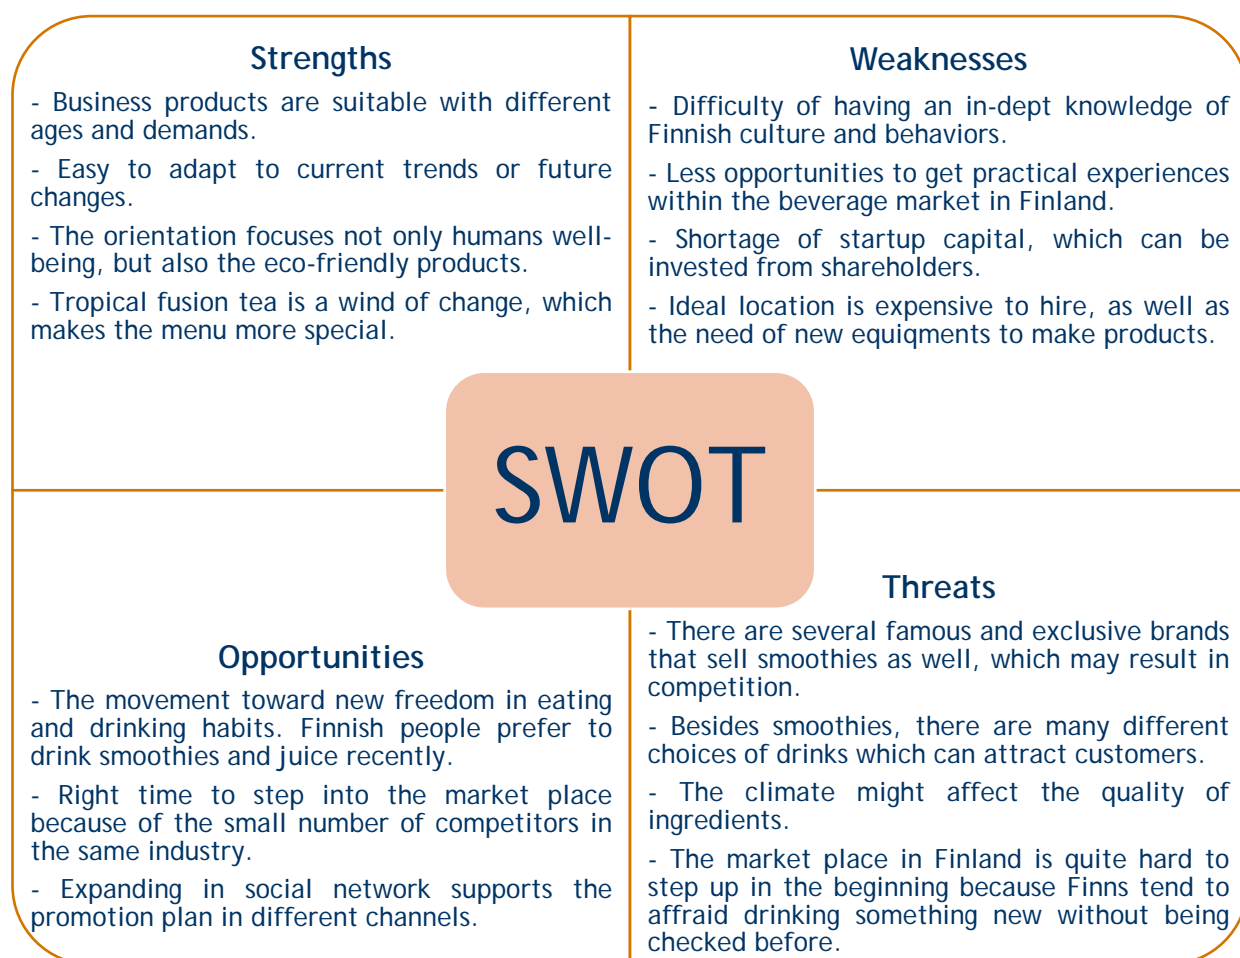 Strengths
- Business products are suitable with different
ages and demands.
- Easy to adapt to current trends or future
changes.
- The orientation focuses not only humans well-
being, but also the eco-friendly products.
- Tropical fusion tea is a wind of change, which
makes the menu more special.
Weaknesses
- Difficulty of having an in-dept knowledge of
Finnish culture and behaviors.
- Less opportunities to get practical experiences
within the beverage market in Finland.
- Shortage of startup capital, which can be
invested from shareholders.
- Ideal location is expensive to hire, as well as
the need of new equiqments to make products.
SWOT
Opportunities
- The movement toward new freedom in eating
and drinking habits. Finnish people prefer to
drink smoothies and juice recently.
- Right time to step into the market place
because of the small number of competitors in
the same industry.
- Expanding in social network supports the
promotion plan in different channels.
Threats
- There are several famous and exclusive brands
that sell smoothies as well, which may result in
competition.
- Besides smoothies, there are many different
choices of drinks which can attract customers.
- The climate might affect the quality of
ingredients.
- The market place in Finland is quite hard to
step up in the beginning because Finns tend to
affraid drinking something new without being
checked before.